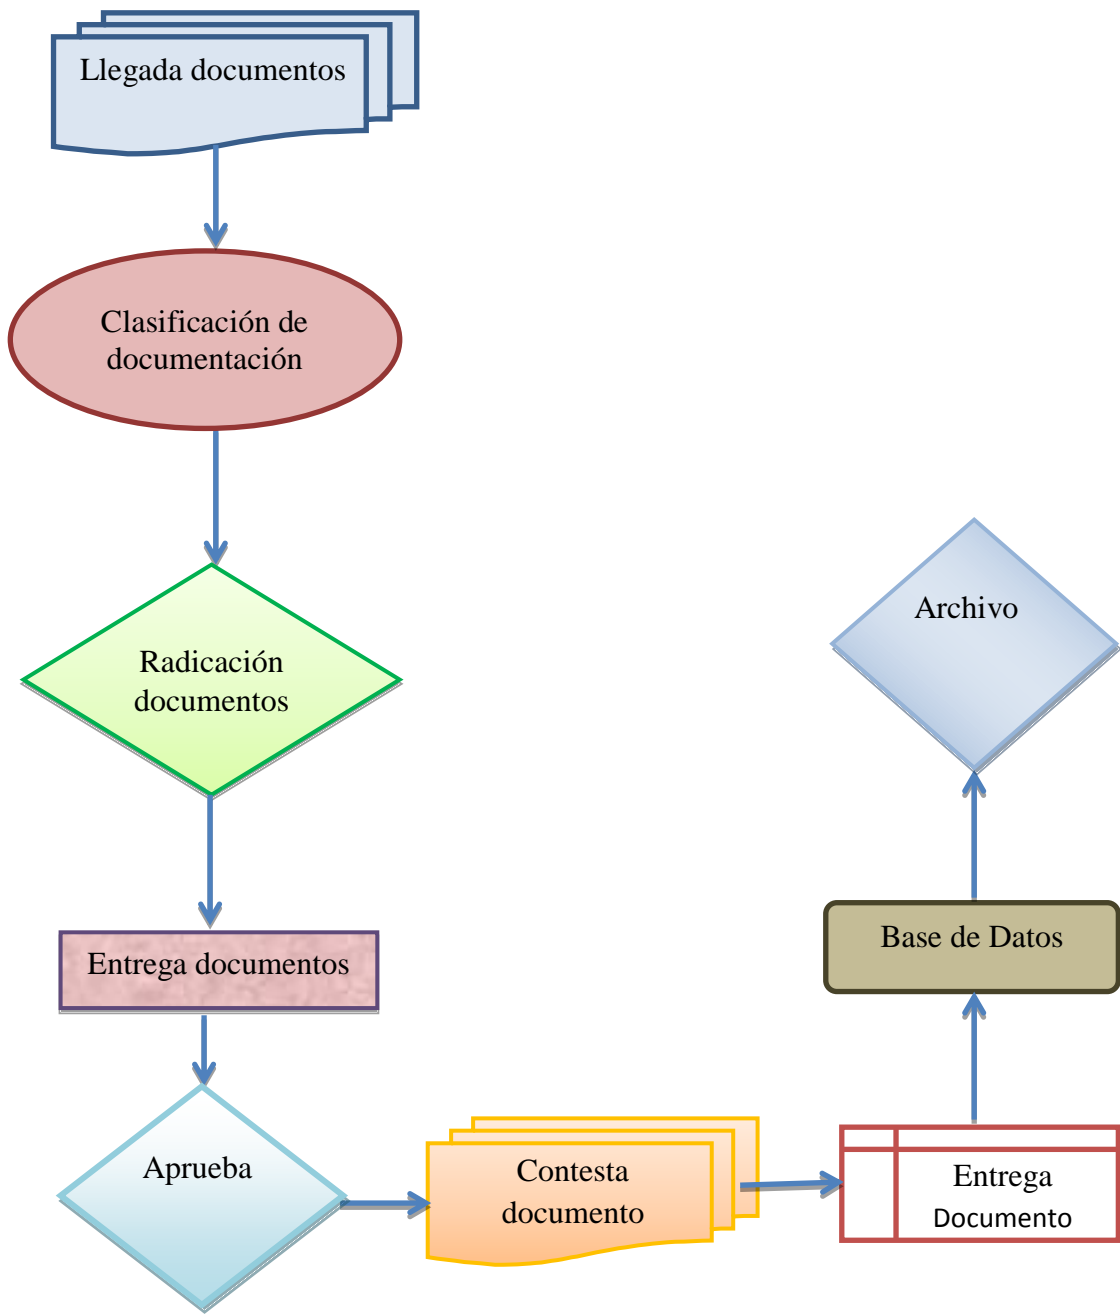 Llegada documentos
Clasificación de
documentación
Radicación
documentos
Entrega documentos
Aprueba
Contesta
documento
Entrega
Documento
Base de Datos
Archivo